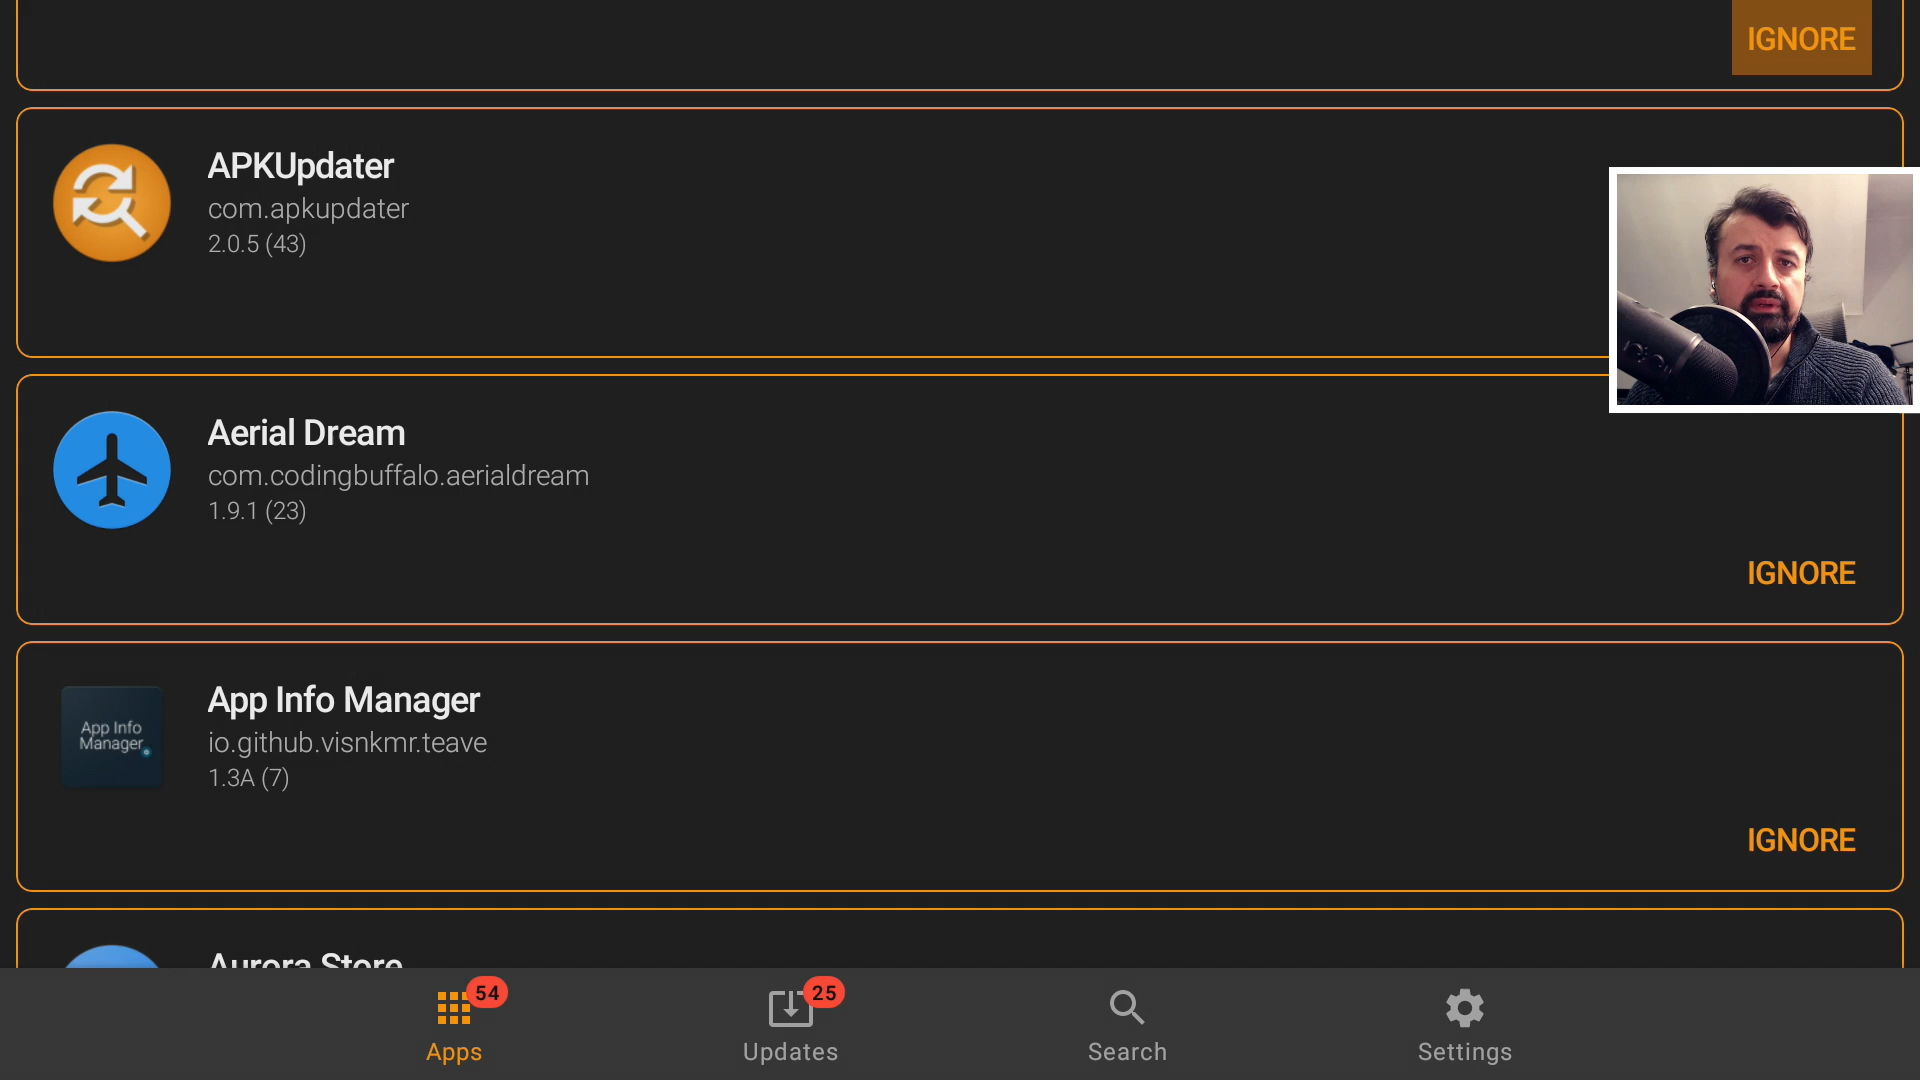 IGNORE
APKUpdater
com.apkupdater
2.0.5 (43)
Aerial Dream
com.codingbuffalo.aerialdream
1.9.1 (23)
IGNORE
App Info
Manager
App Info Manager
io.github.visnkmr.teave
1.3A (7)
IGNORE
Aurora Store
54
25
Apps
Updates
Search
Settings